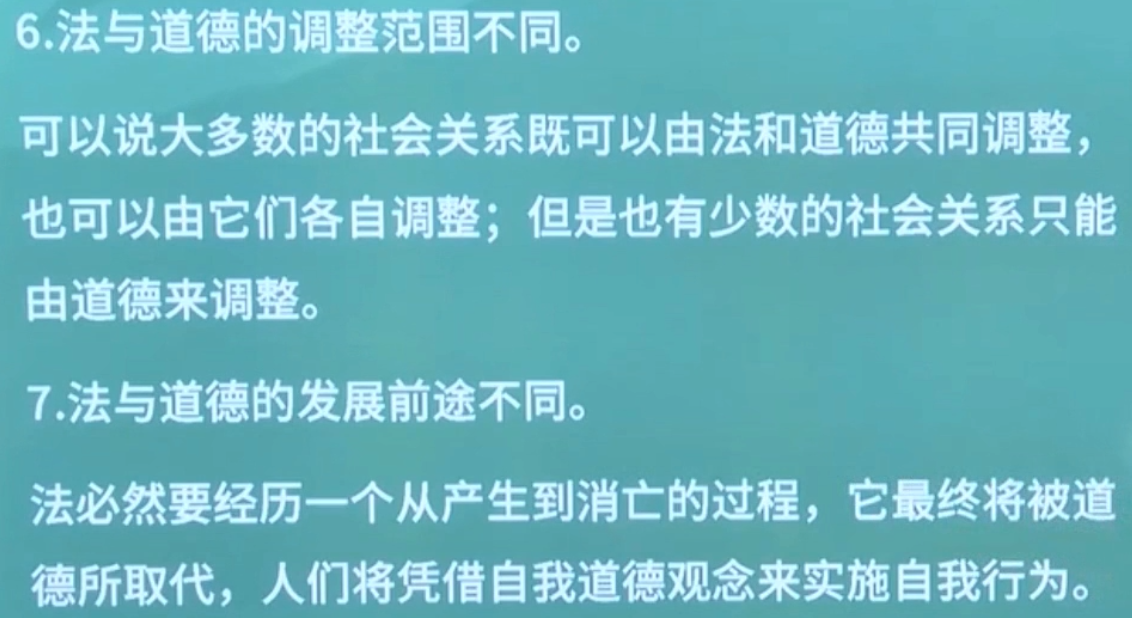 6.法与道德的调整范围不同。
可以说大多数的社会关系既可以由法和道德共同调整，
也可以由它们各自调整；但是也有少数的社会关系只能
由道德来调整。
7.法与道德的发展前途不同。
法必然要经历一个从产生到消亡的过程，它最终将被道
德所取代，人们将凭借自我道德观念来实施自我行为。